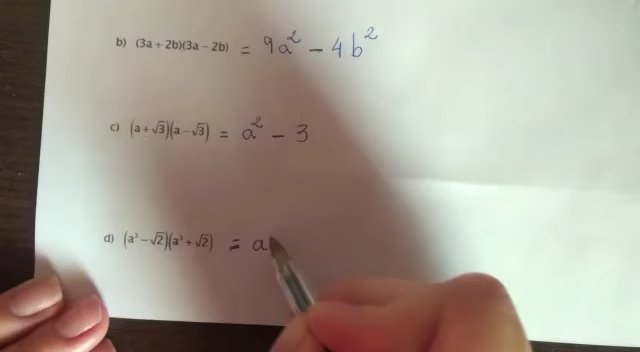 b) (3a + 2b)(3a − 2b) = 9a² − 4b²
c) (a + √3)(a − √3) = a² − 3
d) (a³ − √2)(a³ + √2) = a